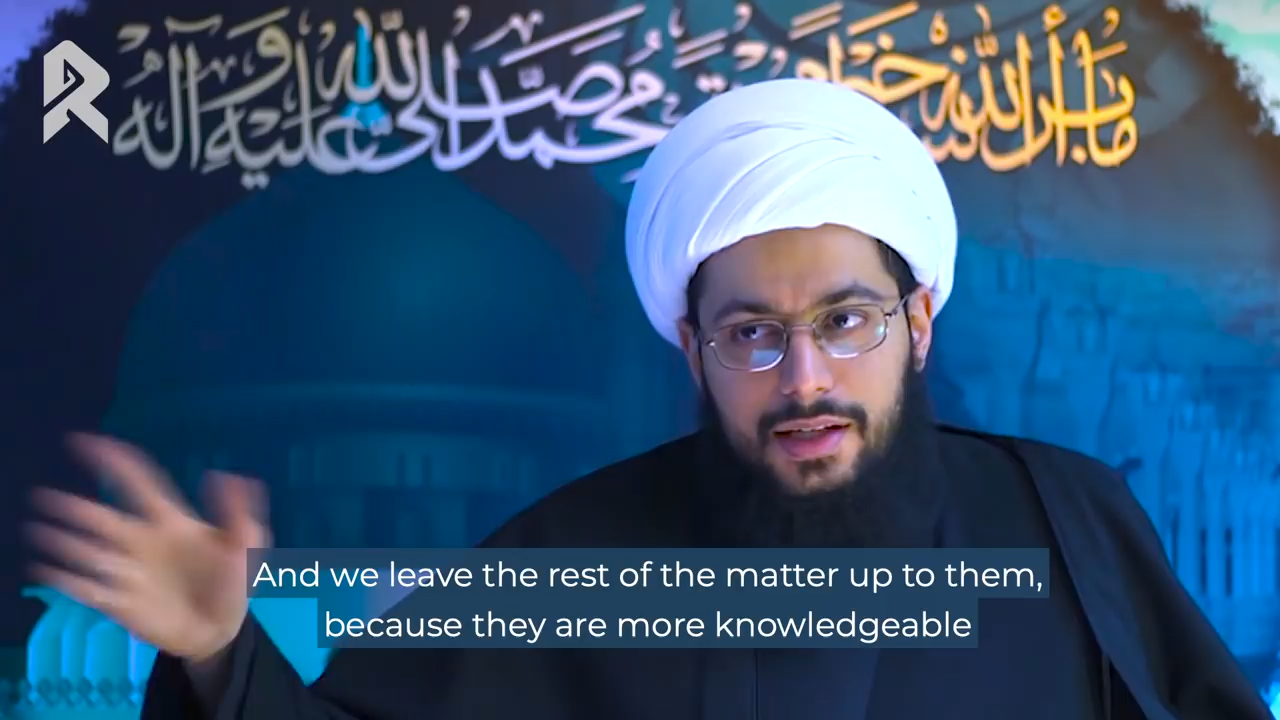 محمد صلى الله عليه وآله
And we leave the rest of the matter up to them,
because they are more knowledgeable